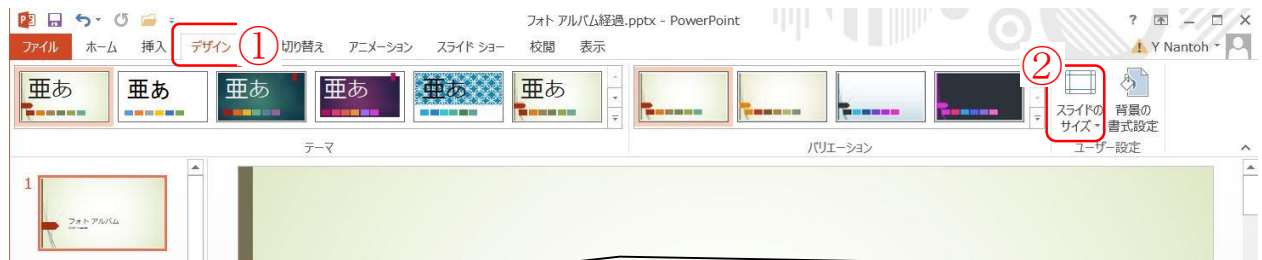 フォト アルバム経過.pptx - PowerPoint
ファイル ホーム 挿入 デザイン ① 切り替え アニメーション スライド ショー 校閲 表示 Y Nantoh
②
亜あ 亜あ 亜あ 亜あ 亜あ 亜あ
スライドの サイズ 背景の 書式設定
テーマ バリエーション ユーザー設定
1
フォト アルバム